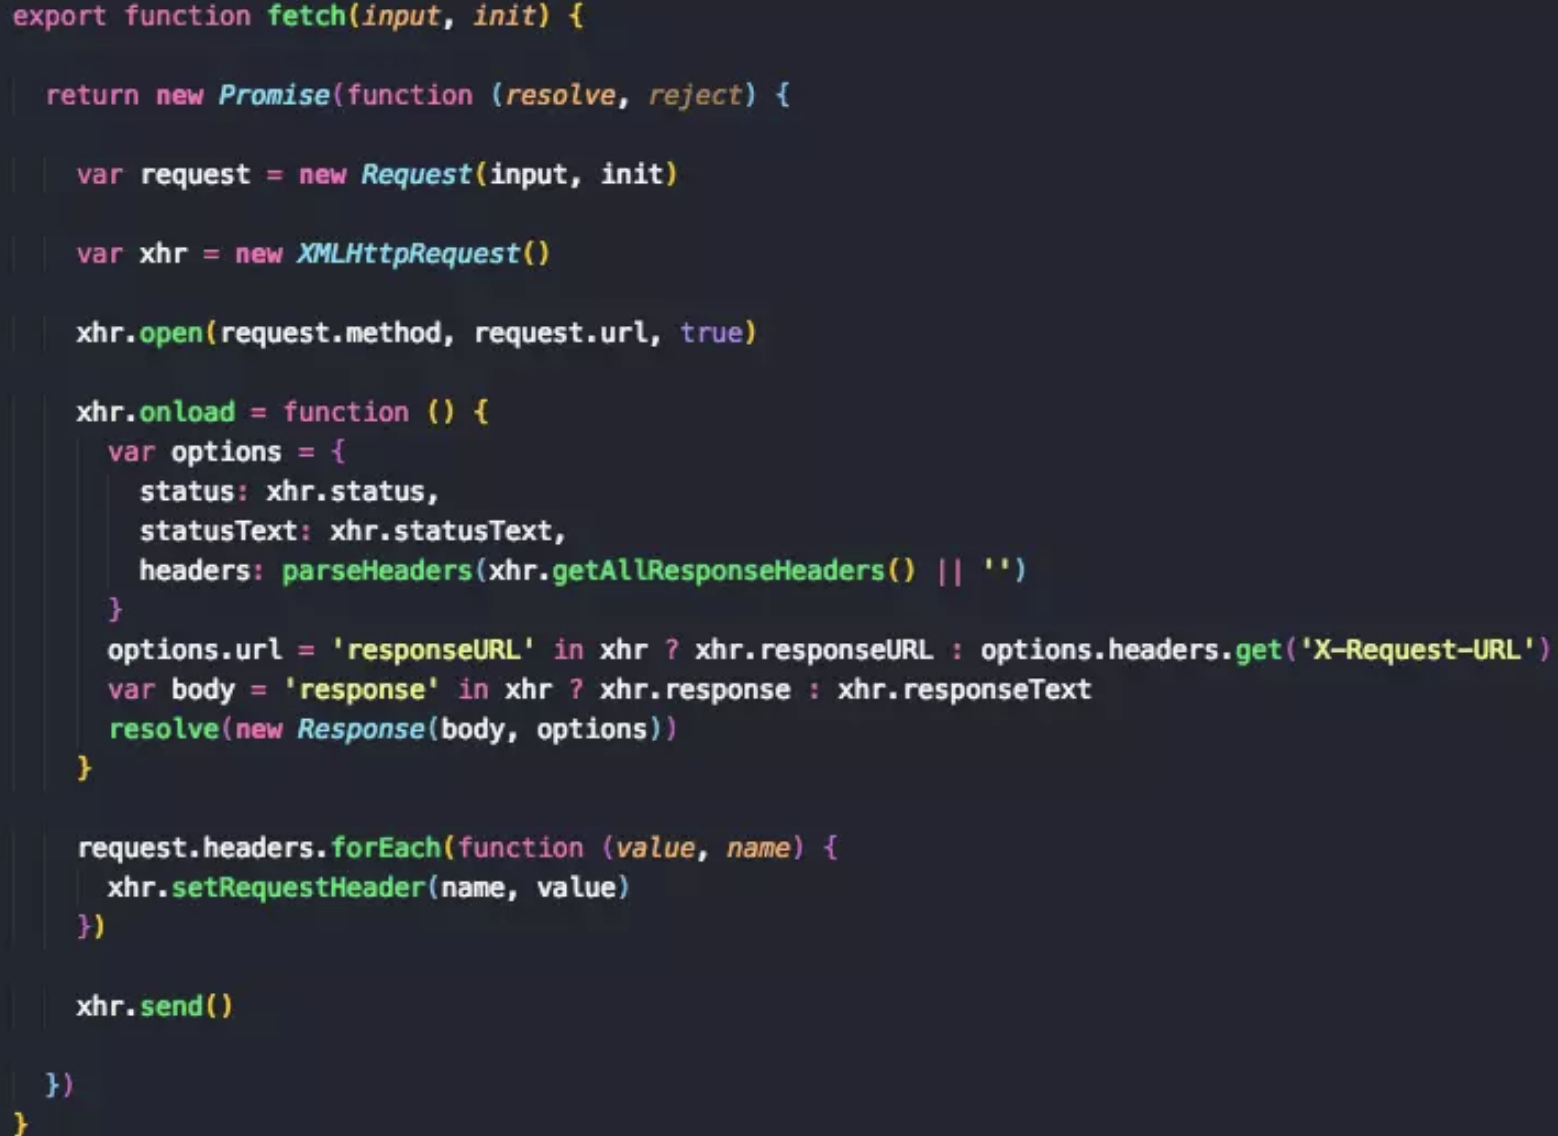 export function fetch(input, init) {
return new Promise(function (resolve, reject) {
var request = new Request(input, init)
var xhr = new XMLHttpRequest()
xhr.open(request.method, request.url, true)
xhr.onload = function () {
var options = {
status: xhr.status,
statusText: xhr.statusText,
headers: parseHeaders(xhr.getAllResponseHeaders() || '')
}
options.url = 'responseURL' in xhr ? xhr.responseURL : options.headers.get('X-Request-URL')
var body = 'response' in xhr ? xhr.response : xhr.responseText
resolve(new Response(body, options))
}
request.headers.forEach(function (value, name) {
xhr.setRequestHeader(name, value)
})
xhr.send()
})
}